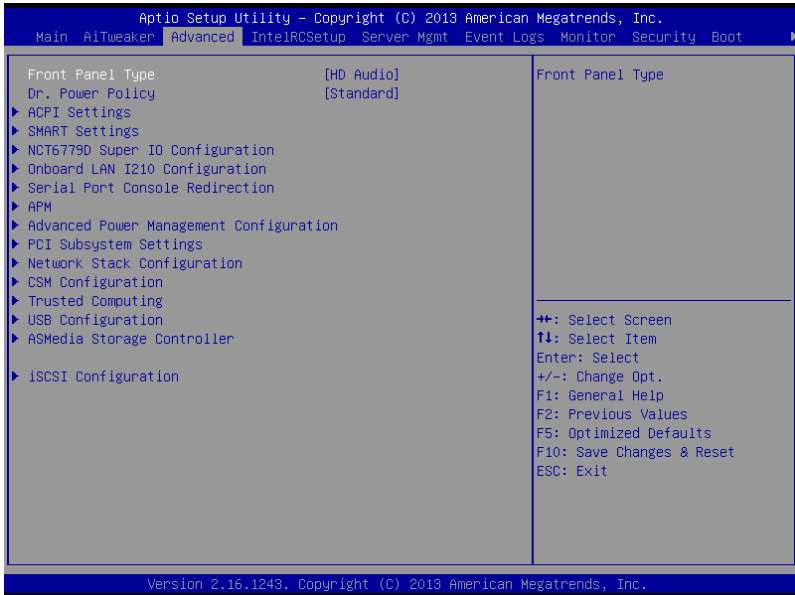 Aptio Setup Utility – Copyright (C) 2013 American Megatrends, Inc.
Main AiTweaker Advanced IntelRCSetup Server Mgmt Event Logs Monitor Security Boot ▶
Front Panel Type [HD Audio]
Dr. Power Policy [Standard]
▶ ACPI Settings
▶ SMART Settings
▶ NCT6779D Super IO Configuration
▶ Onboard LAN I210 Configuration
▶ Serial Port Console Redirection
▶ APM
▶ Advanced Power Management Configuration
▶ PCI Subsystem Settings
▶ Network Stack Configuration
▶ CSM Configuration
▶ Trusted Computing
▶ USB Configuration
▶ ASMedia Storage Controller
▶ iSCSI Configuration
Front Panel Type
→←: Select Screen
↑↓: Select Item
Enter: Select
+/-: Change Opt.
F1: General Help
F2: Previous Values
F5: Optimized Defaults
F10: Save Changes & Reset
ESC: Exit
Version 2.16.1243. Copyright (C) 2013 American Megatrends, Inc.